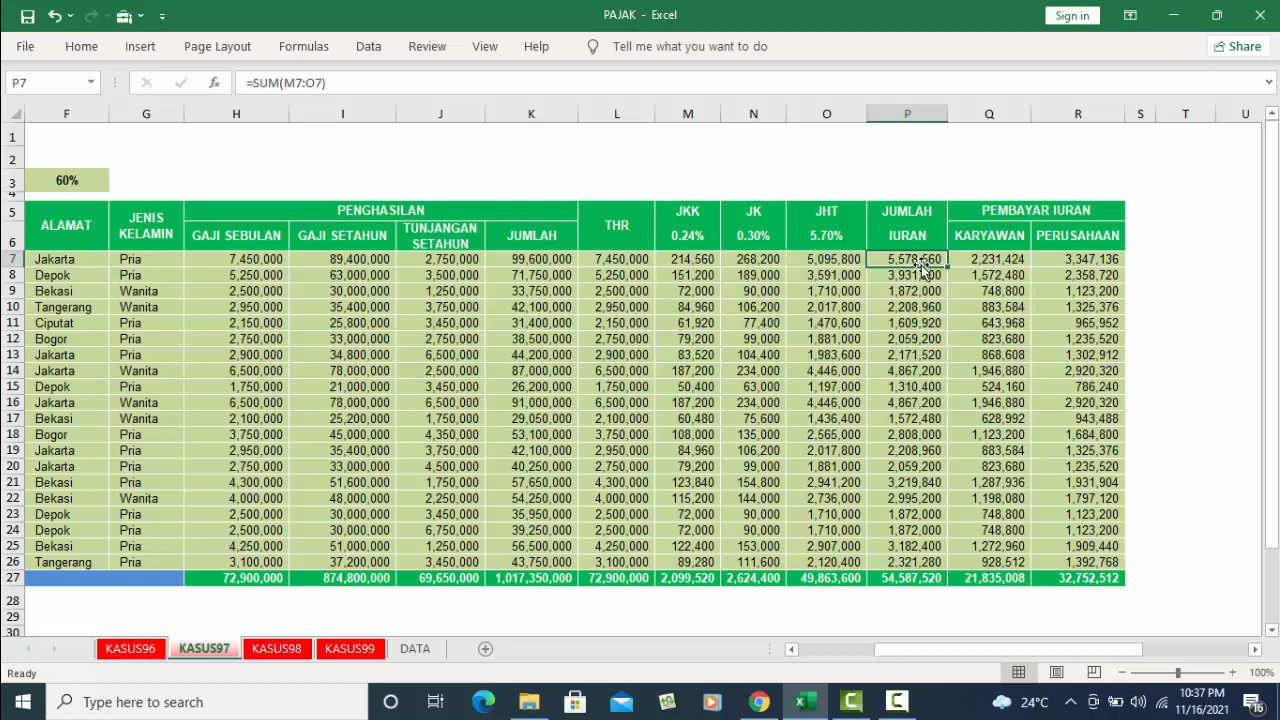 PAJAK - Excel
Sign in
File Home Insert Page Layout Formulas Data Review View Help Tell me what you want to do Share
P7 =SUM(M7:O7)
F G H I J K L M N O P Q R S T U
1
2
3 60%
4
5 ALAMAT JENIS KELAMIN PENGHASILAN THR JKK JK JHT JUMLAH PEMBAYAR IURAN
6 GAJI SEBULAN GAJI SETAHUN TUNJANGAN SETAHUN JUMLAH 0.24% 0.30% 5.70% IURAN KARYAWAN PERUSAHAAN
7 Jakarta Pria 7,450,000 89,400,000 2,750,000 99,600,000 7,450,000 214,560 268,200 5,095,800 5,578,560 2,231,424 3,347,136
8 Depok Pria 5,250,000 63,000,000 3,500,000 71,750,000 5,250,000 151,200 189,000 3,591,000 1,572,480 2,358,720
9 Bekasi Wanita 2,500,000 30,000,000 1,250,000 33,750,000 2,500,000 72,000 90,000 1,710,000 1,872,000 748,800 1,123,200
10 Tangerang Wanita 2,950,000 35,400,000 3,750,000 42,100,000 2,950,000 84,960 106,200 2,017,800 2,208,960 883,584 1,325,376
11 Ciputat Pria 2,150,000 25,800,000 3,450,000 31,400,000 2,150,000 61,920 77,400 1,470,600 1,609,920 643,968 965,952
12 Bogor Pria 2,750,000 33,000,000 2,750,000 38,500,000 2,750,000 79,200 99,000 1,881,000 2,059,200 823,680 1,235,520
13 Jakarta Pria 2,900,000 34,800,000 6,500,000 44,200,000 2,900,000 83,520 104,400 1,983,600 2,171,520 868,608 1,302,912
14 Jakarta Wanita 6,500,000 78,000,000 2,500,000 87,000,000 6,500,000 187,200 234,000 4,446,000 4,867,200 1,946,880 2,920,320
15 Depok Pria 1,750,000 21,000,000 3,450,000 26,200,000 1,750,000 50,400 63,000 1,197,000 1,310,400 524,160 786,240
16 Jakarta Wanita 6,500,000 78,000,000 6,500,000 91,000,000 6,500,000 187,200 234,000 4,446,000 4,867,200 1,946,880 2,920,320
17 Bekasi Wanita 2,100,000 25,200,000 1,750,000 29,050,000 2,100,000 60,480 75,600 1,436,400 1,572,480 628,992 943,488
18 Bogor Pria 3,750,000 45,000,000 4,350,000 53,100,000 3,750,000 108,000 135,000 2,565,000 2,808,000 1,123,200 1,684,800
19 Jakarta Pria 2,950,000 35,400,000 3,750,000 42,100,000 2,950,000 84,960 106,200 2,017,800 2,208,960 883,584 1,325,376
20 Jakarta Pria 2,750,000 33,000,000 4,500,000 40,250,000 2,750,000 79,200 99,000 1,881,000 2,059,200 823,680 1,235,520
21 Bekasi Pria 4,300,000 51,600,000 1,750,000 57,650,000 4,300,000 123,840 154,800 2,941,200 3,219,840 1,287,936 1,931,904
22 Bekasi Wanita 4,000,000 48,000,000 2,250,000 54,250,000 4,000,000 115,200 144,000 2,736,000 2,995,200 1,198,080 1,797,120
23 Depok Pria 2,500,000 30,000,000 3,450,000 35,950,000 2,500,000 72,000 90,000 1,710,000 1,872,000 748,800 1,123,200
24 Depok Pria 2,500,000 30,000,000 6,750,000 39,250,000 2,500,000 72,000 90,000 1,710,000 1,872,000 748,800 1,123,200
25 Bekasi Pria 4,250,000 51,000,000 1,250,000 56,500,000 4,250,000 122,400 153,000 2,907,000 3,182,400 1,272,960 1,909,440
26 Tangerang Pria 3,100,000 37,200,000 3,450,000 43,750,000 3,100,000 89,280 111,600 2,120,400 2,321,280 928,512 1,392,768
27 72,900,000 874,800,000 69,650,000 1,017,350,000 72,900,000 2,099,520 2,624,400 49,863,600 54,587,520 21,835,008 32,752,512
28
29
30
KASUS96 KASUS97 KASUS98 KASUS99 DATA
Ready 100%
Type here to search 24°C 10:37 PM
11/16/2021 16